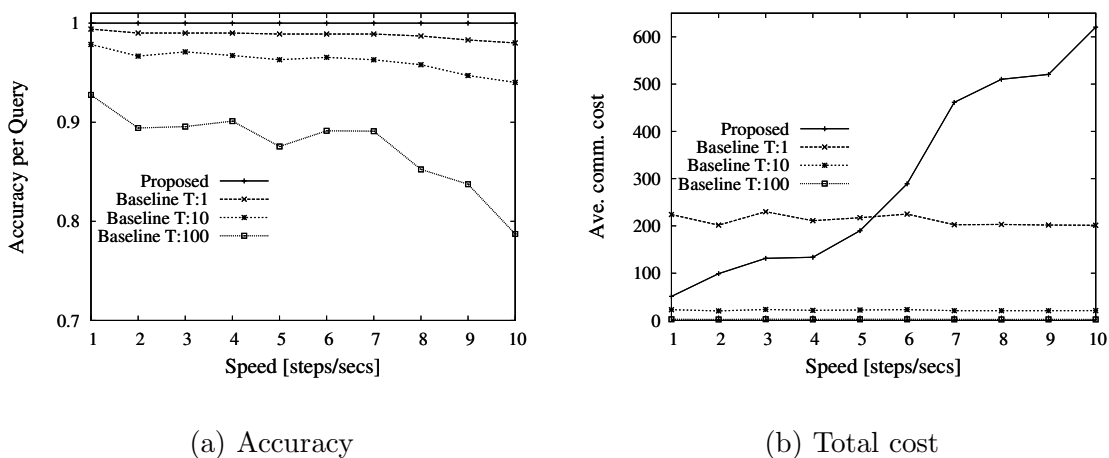 1
0.9
0.8
0.7
Accuracy per Query
Proposed
Baseline T:1
Baseline T:10
Baseline T:100
1 2 3 4 5 6 7 8 9 10
Speed [steps/secs]
(a) Accuracy
600
500
400
300
200
100
0
Ave. comm. cost
Proposed
Baseline T:1
Baseline T:10
Baseline T:100
1 2 3 4 5 6 7 8 9 10
Speed [steps/secs]
(b) Total cost